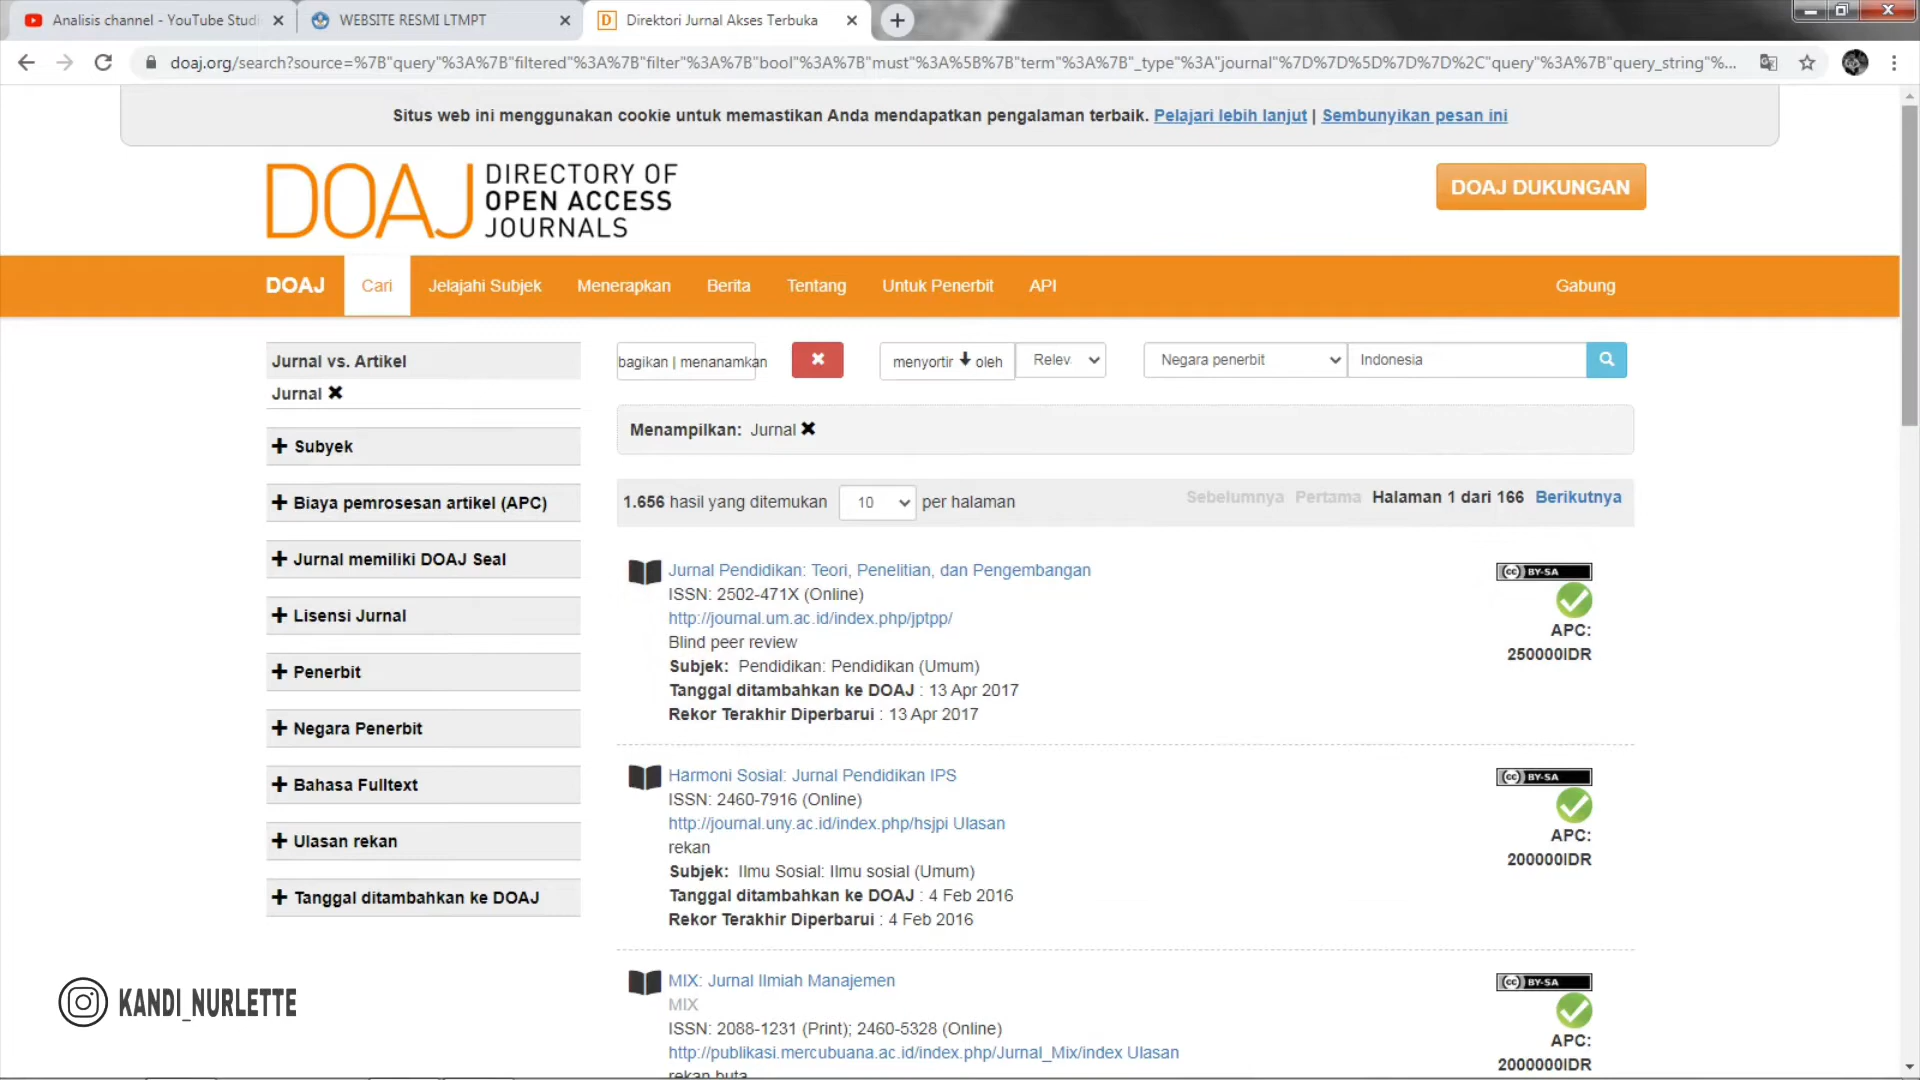 Analisis channel - YouTube Studi
WEBSITE RESMI LTMPT
Direktori Jurnal Akses Terbuka
doaj.org/search?source=%7B"query"%3A%7B"filtered"%3A%7B"filter"%3A%7B"bool"%3A%7B"must"%3A%5B%7B"term"%3A%7B"_type"%3A"journal"%7D%7D%5D%7D%7D%2C"query"%3A%7B"query_string"%...
Situs web ini menggunakan cookie untuk memastikan Anda mendapatkan pengalaman terbaik. Pelajari lebih lanjut | Sembunyikan pesan ini
DOAJ
DIRECTORY OF
OPEN ACCESS
JOURNALS
DOAJ DUKUNGAN
DOAJ Cari Jelajahi Subjek Menerapkan Berita Tentang Untuk Penerbit API Gabung
Jurnal vs. Artikel
Jurnal
Subyek
Biaya pemrosesan artikel (APC)
Jurnal memiliki DOAJ Seal
Lisensi Jurnal
Penerbit
Negara Penerbit
Bahasa Fulltext
Ulasan rekan
Tanggal ditambahkan ke DOAJ
bagikan | menanamkan
menyortir oleh Relev
Negara penerbit Indonesia
Menampilkan: Jurnal
1.656 hasil yang ditemukan 10 per halaman
Sebelumnya Pertama Halaman 1 dari 166 Berikutnya
Jurnal Pendidikan: Teori, Penelitian, dan Pengembangan
ISSN: 2502-471X (Online)
http://journal.um.ac.id/index.php/jptpp/
Blind peer review
Subjek: Pendidikan: Pendidikan (Umum)
Tanggal ditambahkan ke DOAJ : 13 Apr 2017
Rekor Terakhir Diperbarui : 13 Apr 2017
cc BY-SA
APC:
250000IDR
Harmoni Sosial: Jurnal Pendidikan IPS
ISSN: 2460-7916 (Online)
http://journal.uny.ac.id/index.php/hsjpi Ulasan
rekan
Subjek: Ilmu Sosial: Ilmu sosial (Umum)
Tanggal ditambahkan ke DOAJ : 4 Feb 2016
Rekor Terakhir Diperbarui : 4 Feb 2016
cc BY-SA
APC:
200000IDR
MIX: Jurnal Ilmiah Manajemen
MIX
ISSN: 2088-1231 (Print); 2460-5328 (Online)
http://publikasi.mercubuana.ac.id/index.php/Jurnal_Mix/index Ulasan
rekan buta
cc BY-SA
APC:
2000000IDR
KANDI_NURLETTE